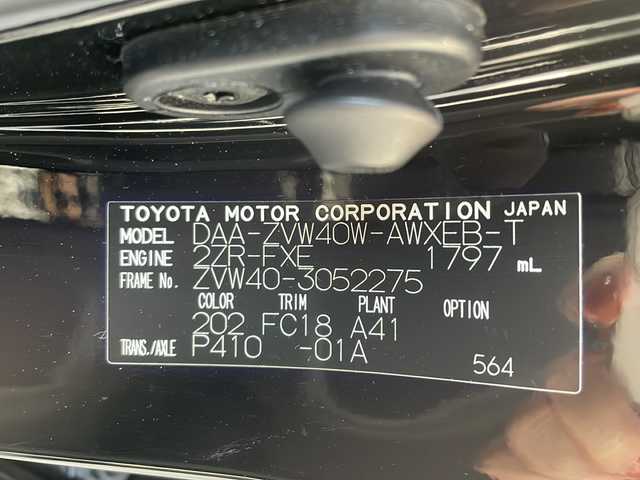 TOYOTA MOTOR CORPORATION JAPAN
MODEL DAA-ZVW40W-AWXEB-T
ENGINE 2ZR-FXE 1797 mL
FRAME No. ZVW40-3052275
COLOR TRIM PLANT OPTION
202 FC18 A41
TRANS./AXLE P410 -01A
564